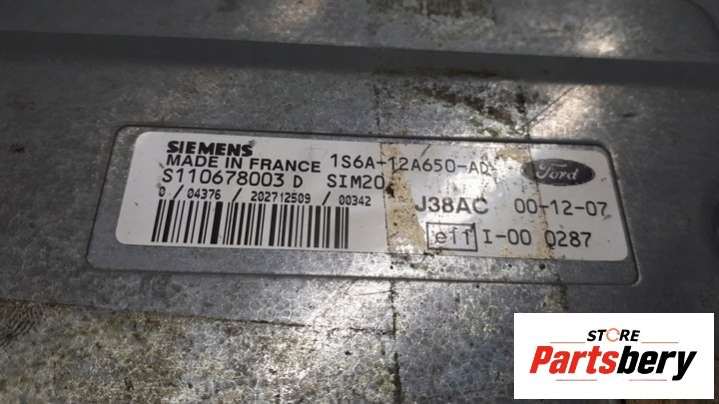 SIEMENS
MADE IN FRANCE 1S6A-12A650-AD
S110678003 D SIM20
0 / 04376 / 202712509 / 00342
Ford
J38AC 00-12-07
eff I-00 0287
STORE
Partsbery